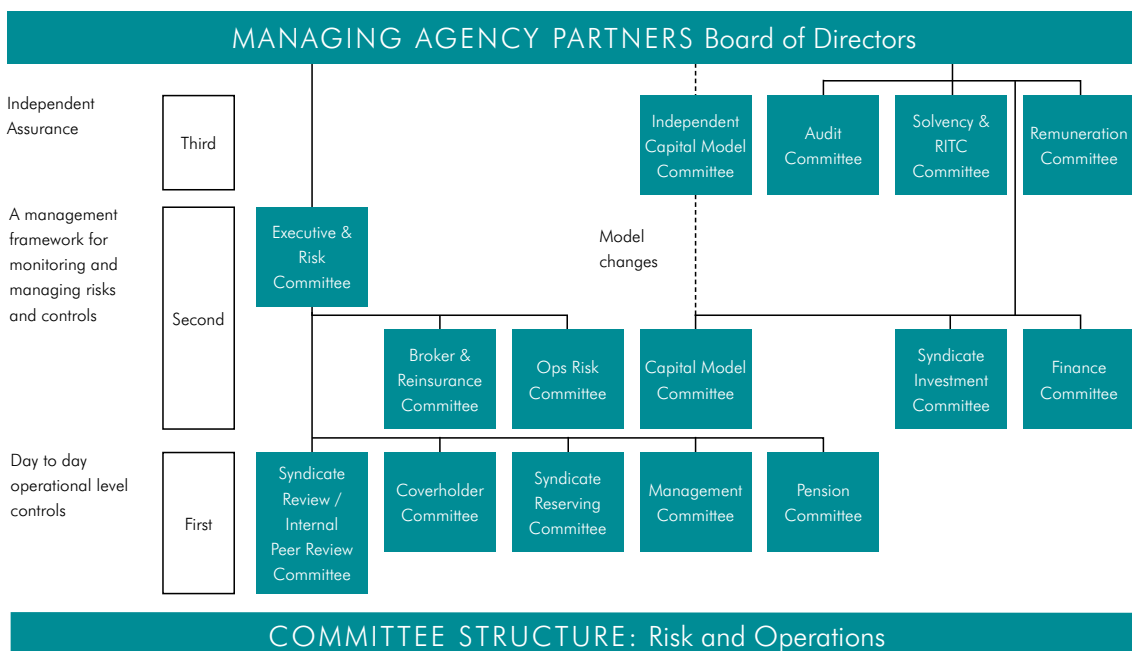 MANAGING AGENCY PARTNERS Board of Directors
Independent
Assurance
Third
Independent
Capital Model
Committee
Audit
Committee
Solvency &
RITC
Committee
Remuneration
Committee
A management
framework for
monitoring and
managing risks
and controls
Second
Executive &
Risk
Committee
Model
changes
Broker &
Reinsurance
Committee
Ops Risk
Committee
Capital Model
Committee
Syndicate
Investment
Committee
Finance
Committee
Day to day
operational level
controls
First
Syndicate
Review /
Internal
Peer Review
Committee
Coverholder
Committee
Syndicate
Reserving
Committee
Management
Committee
Pension
Committee
COMMITTEE STRUCTURE: Risk and Operations